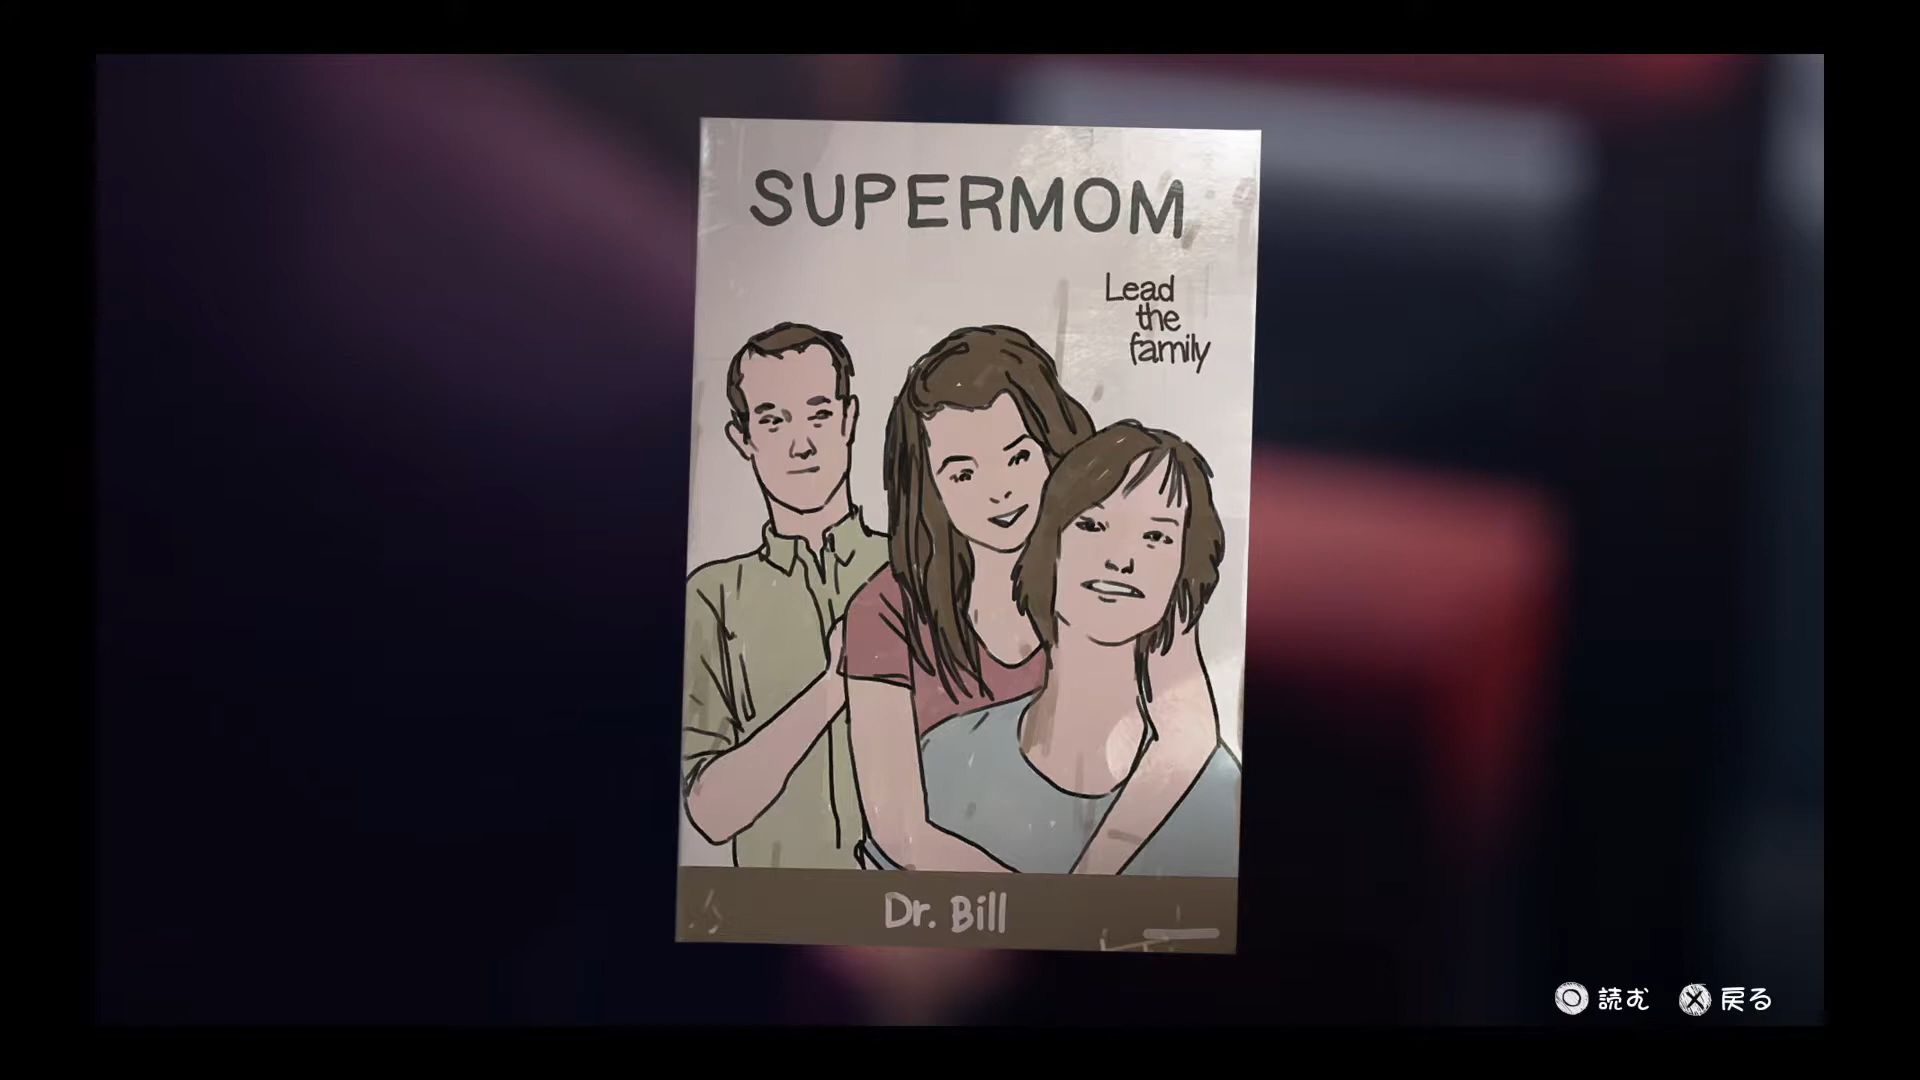 SUPERMOM
Lead
the
family
Dr. Bill
読む
戻る